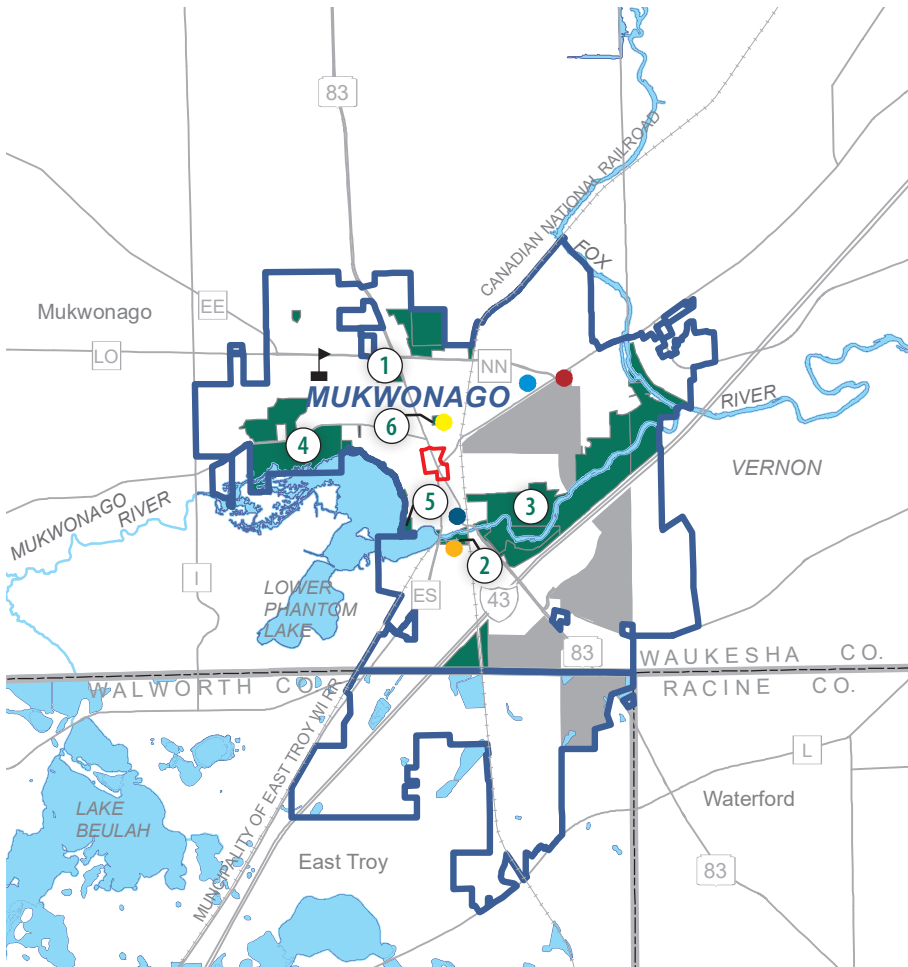 83
CANADIAN NATIONAL RAILROAD
FOX
EE
Mukwonago
LO
1
NN
MUKWONAGO
RIVER
6
4
VERNON
5
3
MUKWONAGO
RIVER
2
I
LOWER
PHANTOM
LAKE
ES
43
83
WAUKESHA CO.
WALWORTH CO.
RACINE CO.
MUNCIPALITY OF EAST TROY WI RR
L
LAKE
BEULAH
Waterford
East Troy
83